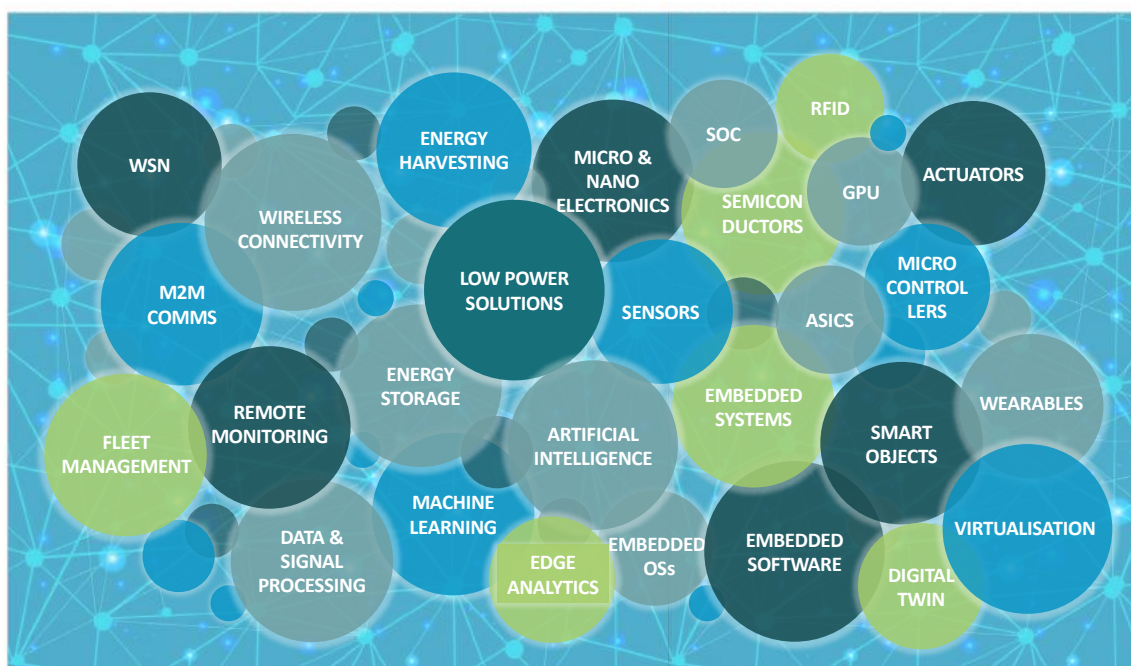 WSN
WIRELESS
CONNECTIVITY
ENERGY
HARVESTING
MICRO &
NANO
ELECTRONICS
SOC
RFID
SEMICON
DUCTORS
GPU
ACTUATORS
M2M
COMMS
LOW POWER
SOLUTIONS
SENSORS
ASICS
MICRO
CONTROL
LERS
FLEET
MANAGEMENT
REMOTE
MONITORING
ENERGY
STORAGE
ARTIFICIAL
INTELLIGENCE
EMBEDDED
SYSTEMS
SMART
OBJECTS
WEARABLES
DATA &
SIGNAL
PROCESSING
MACHINE
LEARNING
EDGE
ANALYTICS
EMBEDDED
OSs
EMBEDDED
SOFTWARE
DIGITAL
TWIN
VIRTUALISATION